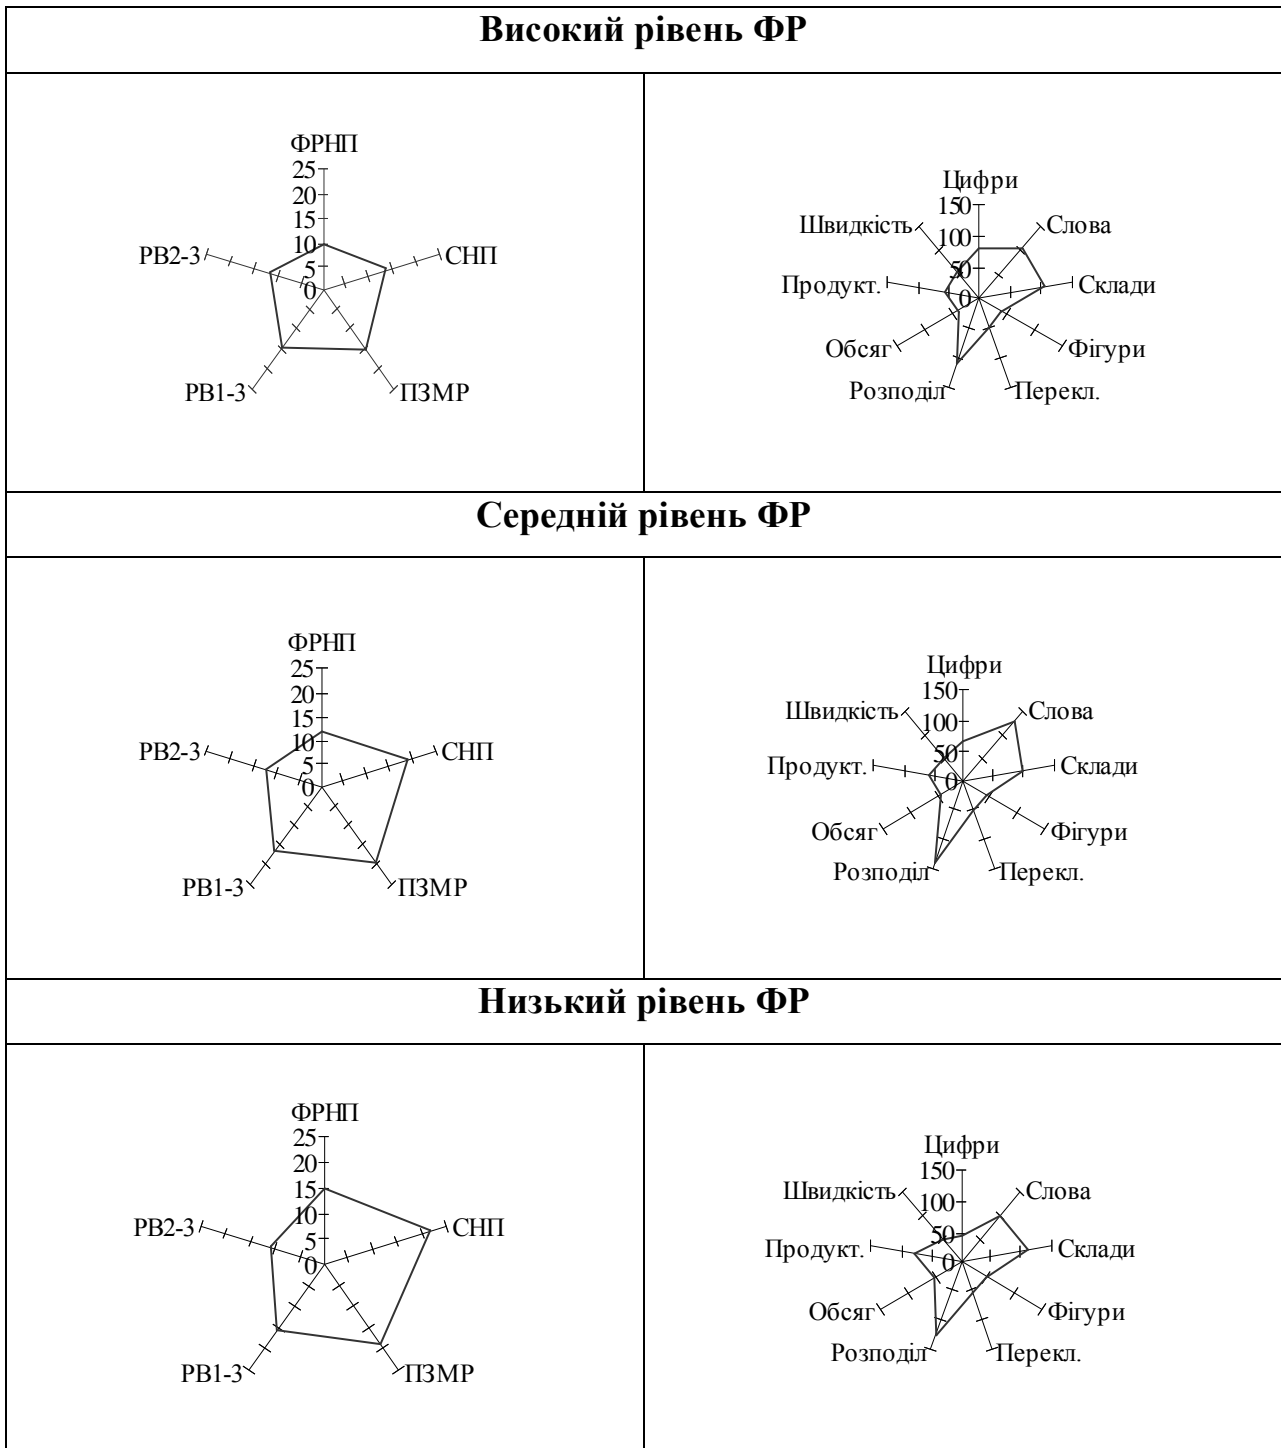 Високий рівень ФР
ФРНП
25
20
15
10
5
0
СНП
ПЗМР
РВ1-3
РВ2-3
Цифри
150
100
50
0
Слова
Склади
Фігури
Перекл.
Розподіл
Обсяг
Продукт.
Швидкість
Середній рівень ФР
ФРНП
25
20
15
10
5
0
СНП
ПЗМР
РВ1-3
РВ2-3
Цифри
150
100
50
0
Слова
Склади
Фігури
Перекл.
Розподіл
Обсяг
Продукт.
Швидкість
Низький рівень ФР
ФРНП
25
20
15
10
5
0
СНП
ПЗМР
РВ1-3
РВ2-3
Цифри
150
100
50
0
Слова
Склади
Фігури
Перекл.
Розподіл
Обсяг
Продукт.
Швидкість